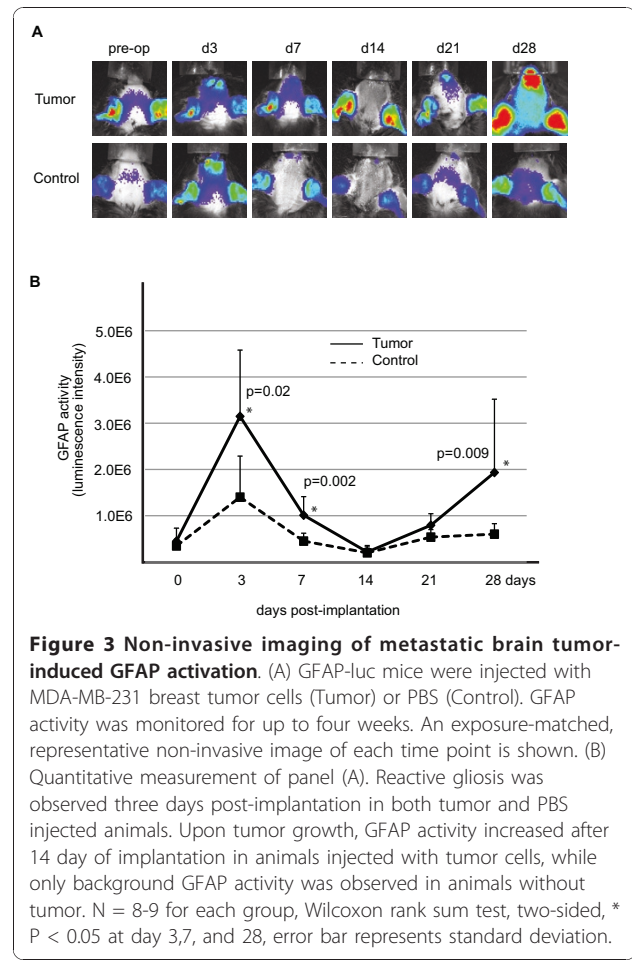 A
pre-op d3 d7 d14 d21 d28
Tumor
Control
B
5.0E6
4.0E6
3.0E6
2.0E6
1.0E6
GFAP activity
(luminescence intensity)
Tumor
Control
p=0.02
*
p=0.002
*
p=0.009
*
0 3 7 14 21 28 days
days post-implantation
Figure 3 Non-invasive imaging of metastatic brain tumor-
induced GFAP activation. (A) GFAP-luc mice were injected with
MDA-MB-231 breast tumor cells (Tumor) or PBS (Control). GFAP
activity was monitored for up to four weeks. An exposure-matched,
representative non-invasive image of each time point is shown. (B)
Quantitative measurement of panel (A). Reactive gliosis was
observed three days post-implantation in both tumor and PBS
injected animals. Upon tumor growth, GFAP activity increased after
14 day of implantation in animals injected with tumor cells, while
only background GFAP activity was observed in animals without
tumor. N = 8-9 for each group, Wilcoxon rank sum test, two-sided, *
P < 0.05 at day 3,7, and 28, error bar represents standard deviation.